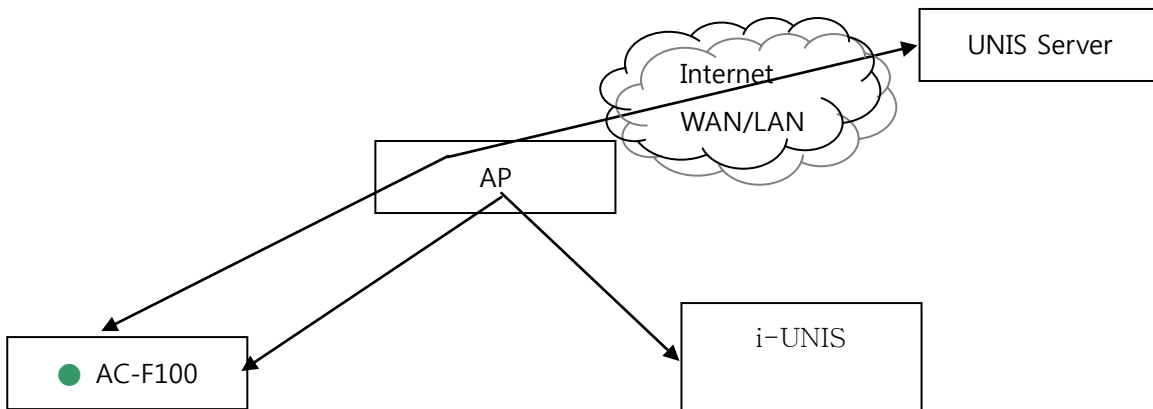 UNIS Server
Internet
WAN/LAN
AP
i-UNIS
AC-F100